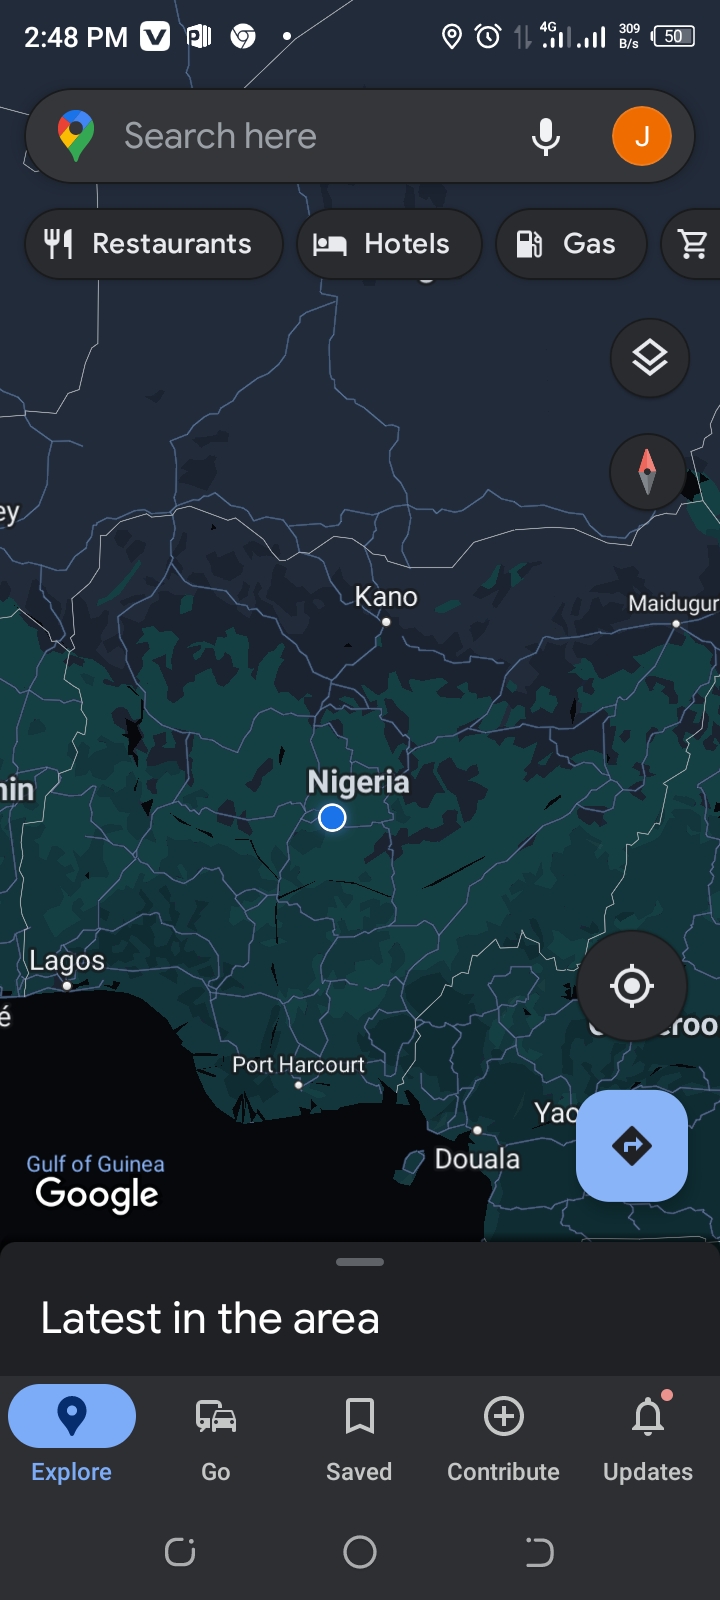 2:48 PM
4G
309
B/s
50
Search here
J
Restaurants
Hotels
Gas
ey
Kano
Maidugur
Nigeria
nin
Lagos
é
Port Harcourt
Yao
Douala
Gulf of Guinea
Google
Latest in the area
Explore
Go
Saved
Contribute
Updates